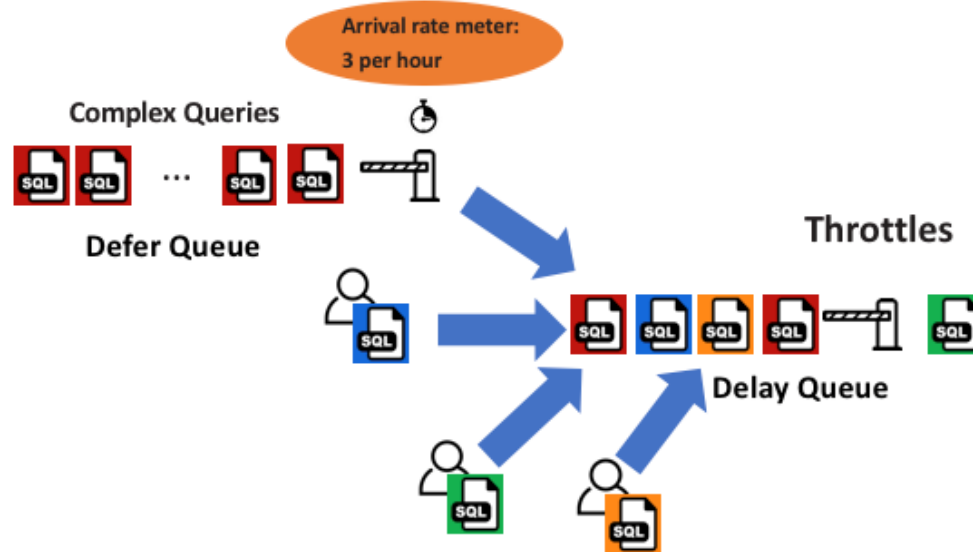 Arrival rate meter:
3 per hour
Complex Queries
SQL SQL ... SQL SQL
Defer Queue
Throttles
SQL
SQL SQL SQL SQL SQL
Delay Queue
SQL
SQL